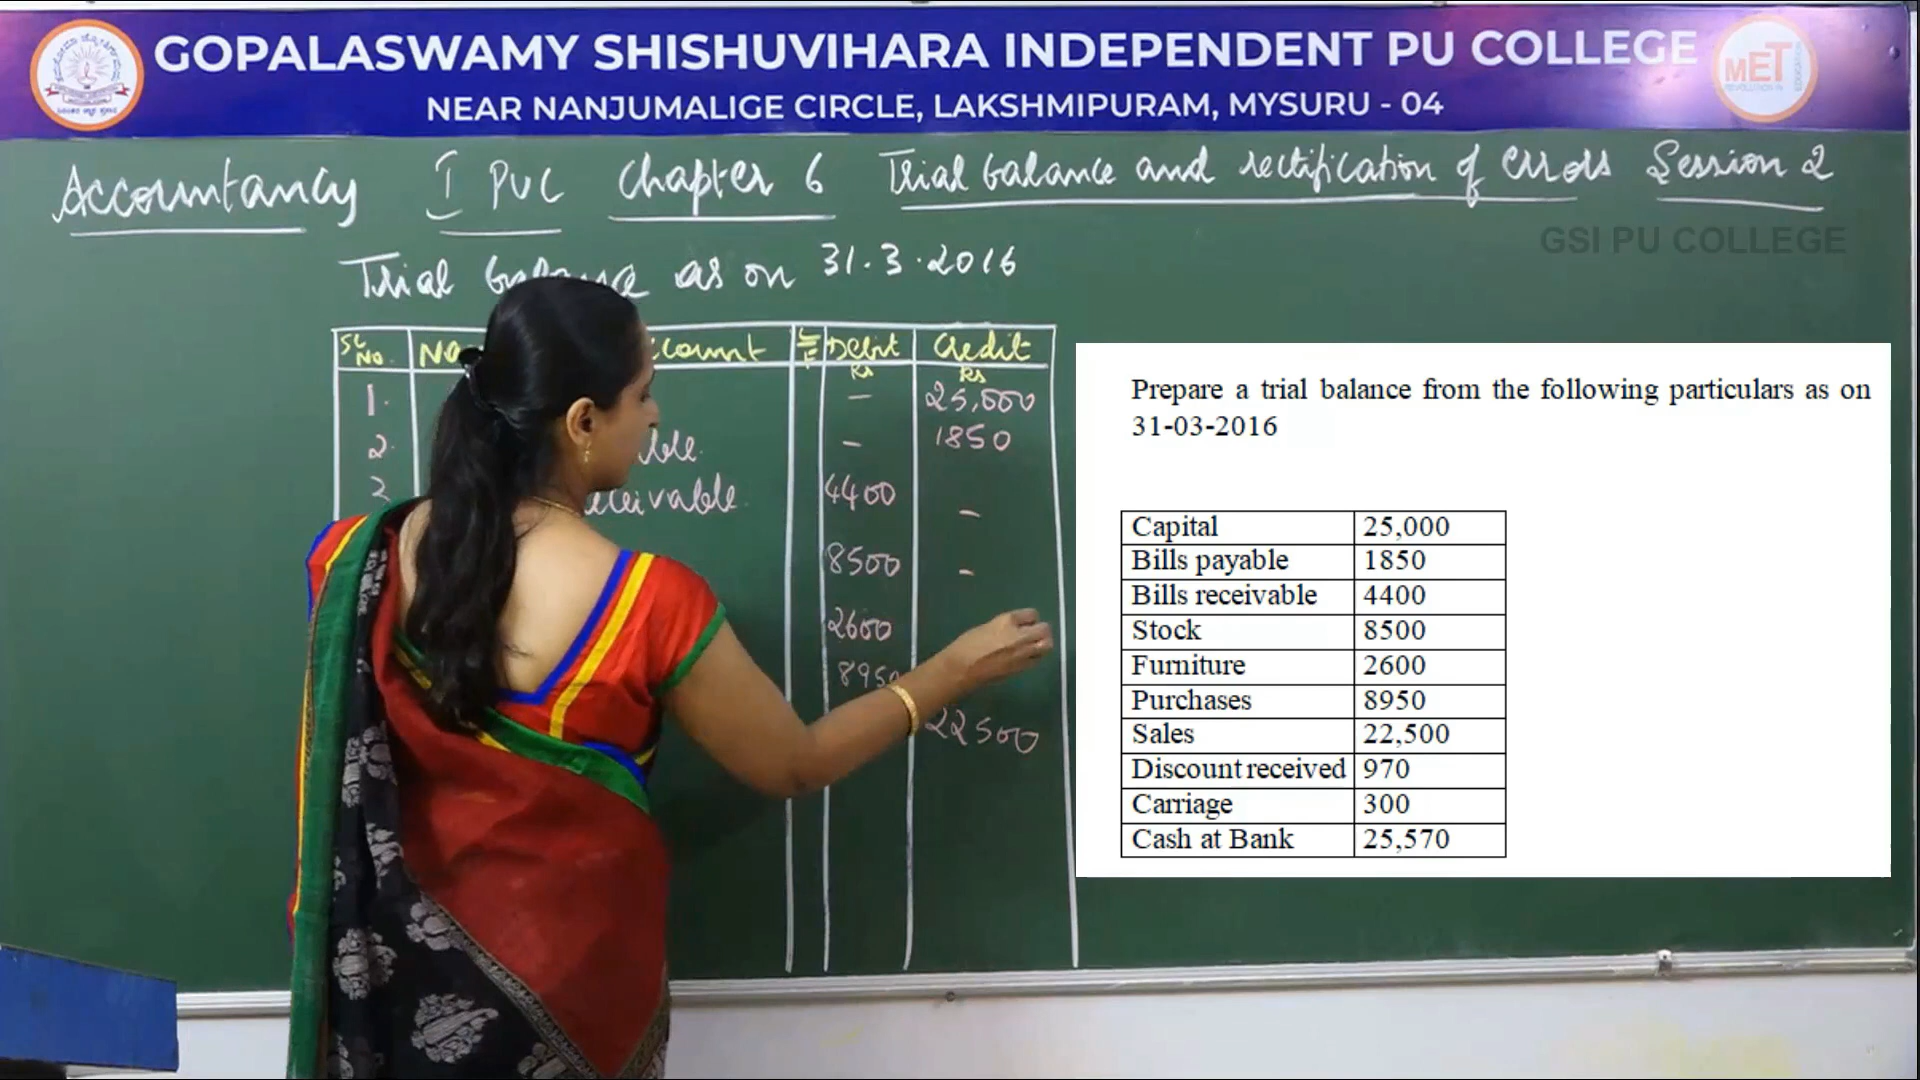 GOPALASWAMY SHISHUVIHARA INDEPENDENT PU COLLEGE
NEAR NANJUMALIGE CIRCLE, LAKSHMIPURAM, MYSURU - 04
MET
Accountancy I PUC Chapter 6 Trial balance and rectification of errors Session 2
GSI PU COLLEGE
Trial balance as on 31.3.2016
SL No. Debit Rs Credit Rs
1. - 25,000
2. - 1850
4400 -
8500 -
2600
22500
Prepare a trial balance from the following particulars as on
31-03-2016
Capital 25,000
Bills payable 1850
Bills receivable 4400
Stock 8500
Furniture 2600
Purchases 8950
Sales 22,500
Discount received 970
Carriage 300
Cash at Bank 25,570